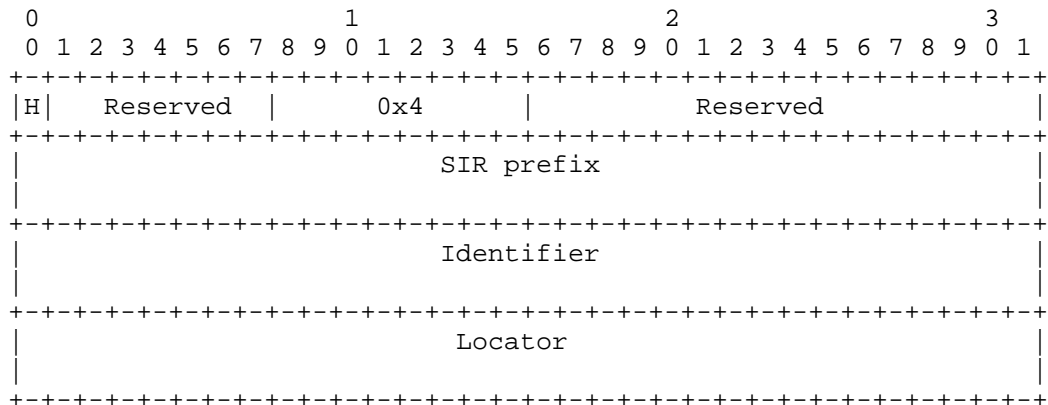 0                   1                   2                   3
 0 1 2 3 4 5 6 7 8 9 0 1 2 3 4 5 6 7 8 9 0 1 2 3 4 5 6 7 8 9 0 1
+-+-+-+-+-+-+-+-+-+-+-+-+-+-+-+-+-+-+-+-+-+-+-+-+-+-+-+-+-+-+-+-+
|H|   Reserved  |      0x4      |          Reserved             |
+-+-+-+-+-+-+-+-+-+-+-+-+-+-+-+-+-+-+-+-+-+-+-+-+-+-+-+-+-+-+-+-+
|                          SIR prefix                           |
|                                                               |
+-+-+-+-+-+-+-+-+-+-+-+-+-+-+-+-+-+-+-+-+-+-+-+-+-+-+-+-+-+-+-+-+
|                          Identifier                           |
|                                                               |
+-+-+-+-+-+-+-+-+-+-+-+-+-+-+-+-+-+-+-+-+-+-+-+-+-+-+-+-+-+-+-+-+
|                           Locator                             |
|                                                               |
+-+-+-+-+-+-+-+-+-+-+-+-+-+-+-+-+-+-+-+-+-+-+-+-+-+-+-+-+-+-+-+-+